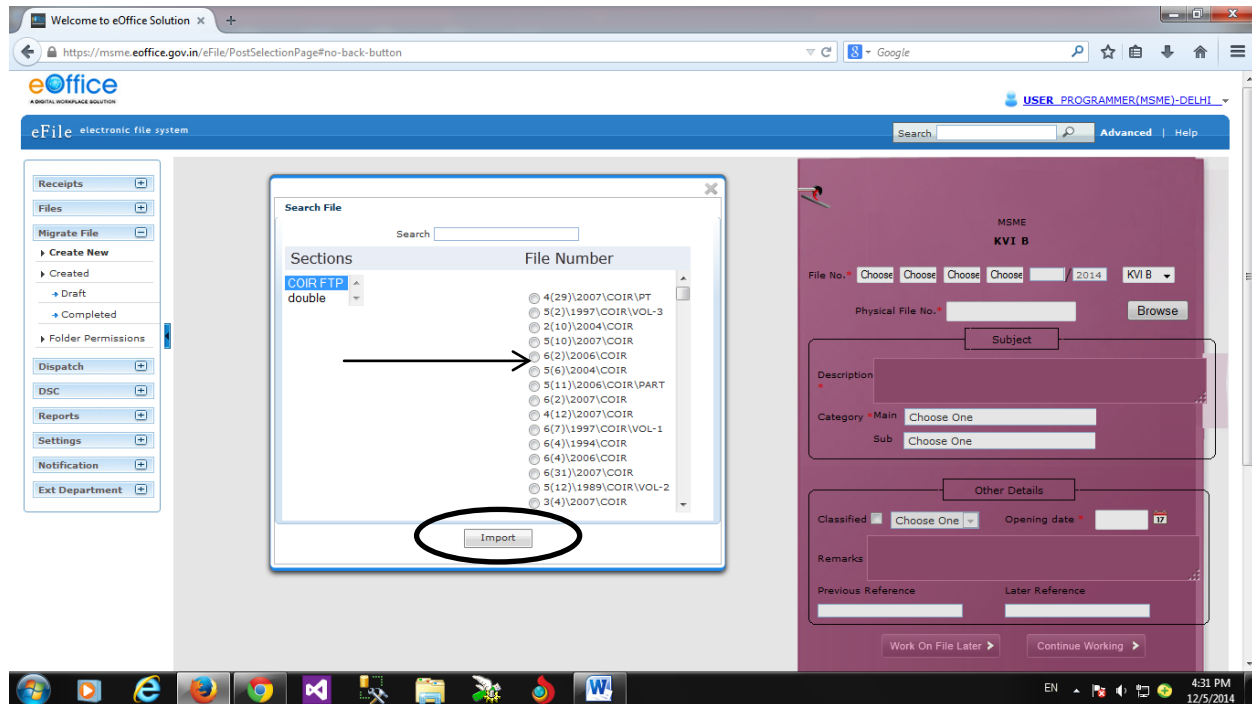 Welcome to eOffice Solution
https://msme.eoffice.gov.in/eFile/PostSelectionPage#no-back-button
Google
eOffice
A DIGITAL WORKPLACE SOLUTION
USER PROGRAMMER(MSME)-DELHI
eFile electronic file system
Search
Advanced | Help
Receipts
Files
Migrate File
Create New
Created
Draft
Completed
Folder Permissions
Dispatch
DSC
Reports
Settings
Notification
Ext Department
Search File
Search
Sections
File Number
COIR FTP
double
4(29)\2007\COIR\PT
5(2)\1997\COIR\VOL-3
2(10)\2004\COIR
5(10)\2007\COIR
6(2)\2006\COIR
5(6)\2004\COIR
5(11)\2006\COIR\PART
6(2)\2007\COIR
4(12)\2007\COIR
6(7)\1997\COIR\VOL-1
6(4)\1994\COIR
6(4)\2006\COIR
6(31)\2007\COIR
5(12)\1989\COIR\VOL-2
3(4)\2007\COIR
Import
MSME
KVI B
File No.* Choose Choose Choose Choose / 2014 KVI B
Physical File No.* Browse
Subject
Description
*
Category *Main Choose One
Sub Choose One
Other Details
Classified Choose One Opening date * 17
Remarks
Previous Reference Later Reference
Work On File Later Continue Working
EN 4:31 PM
12/5/2014